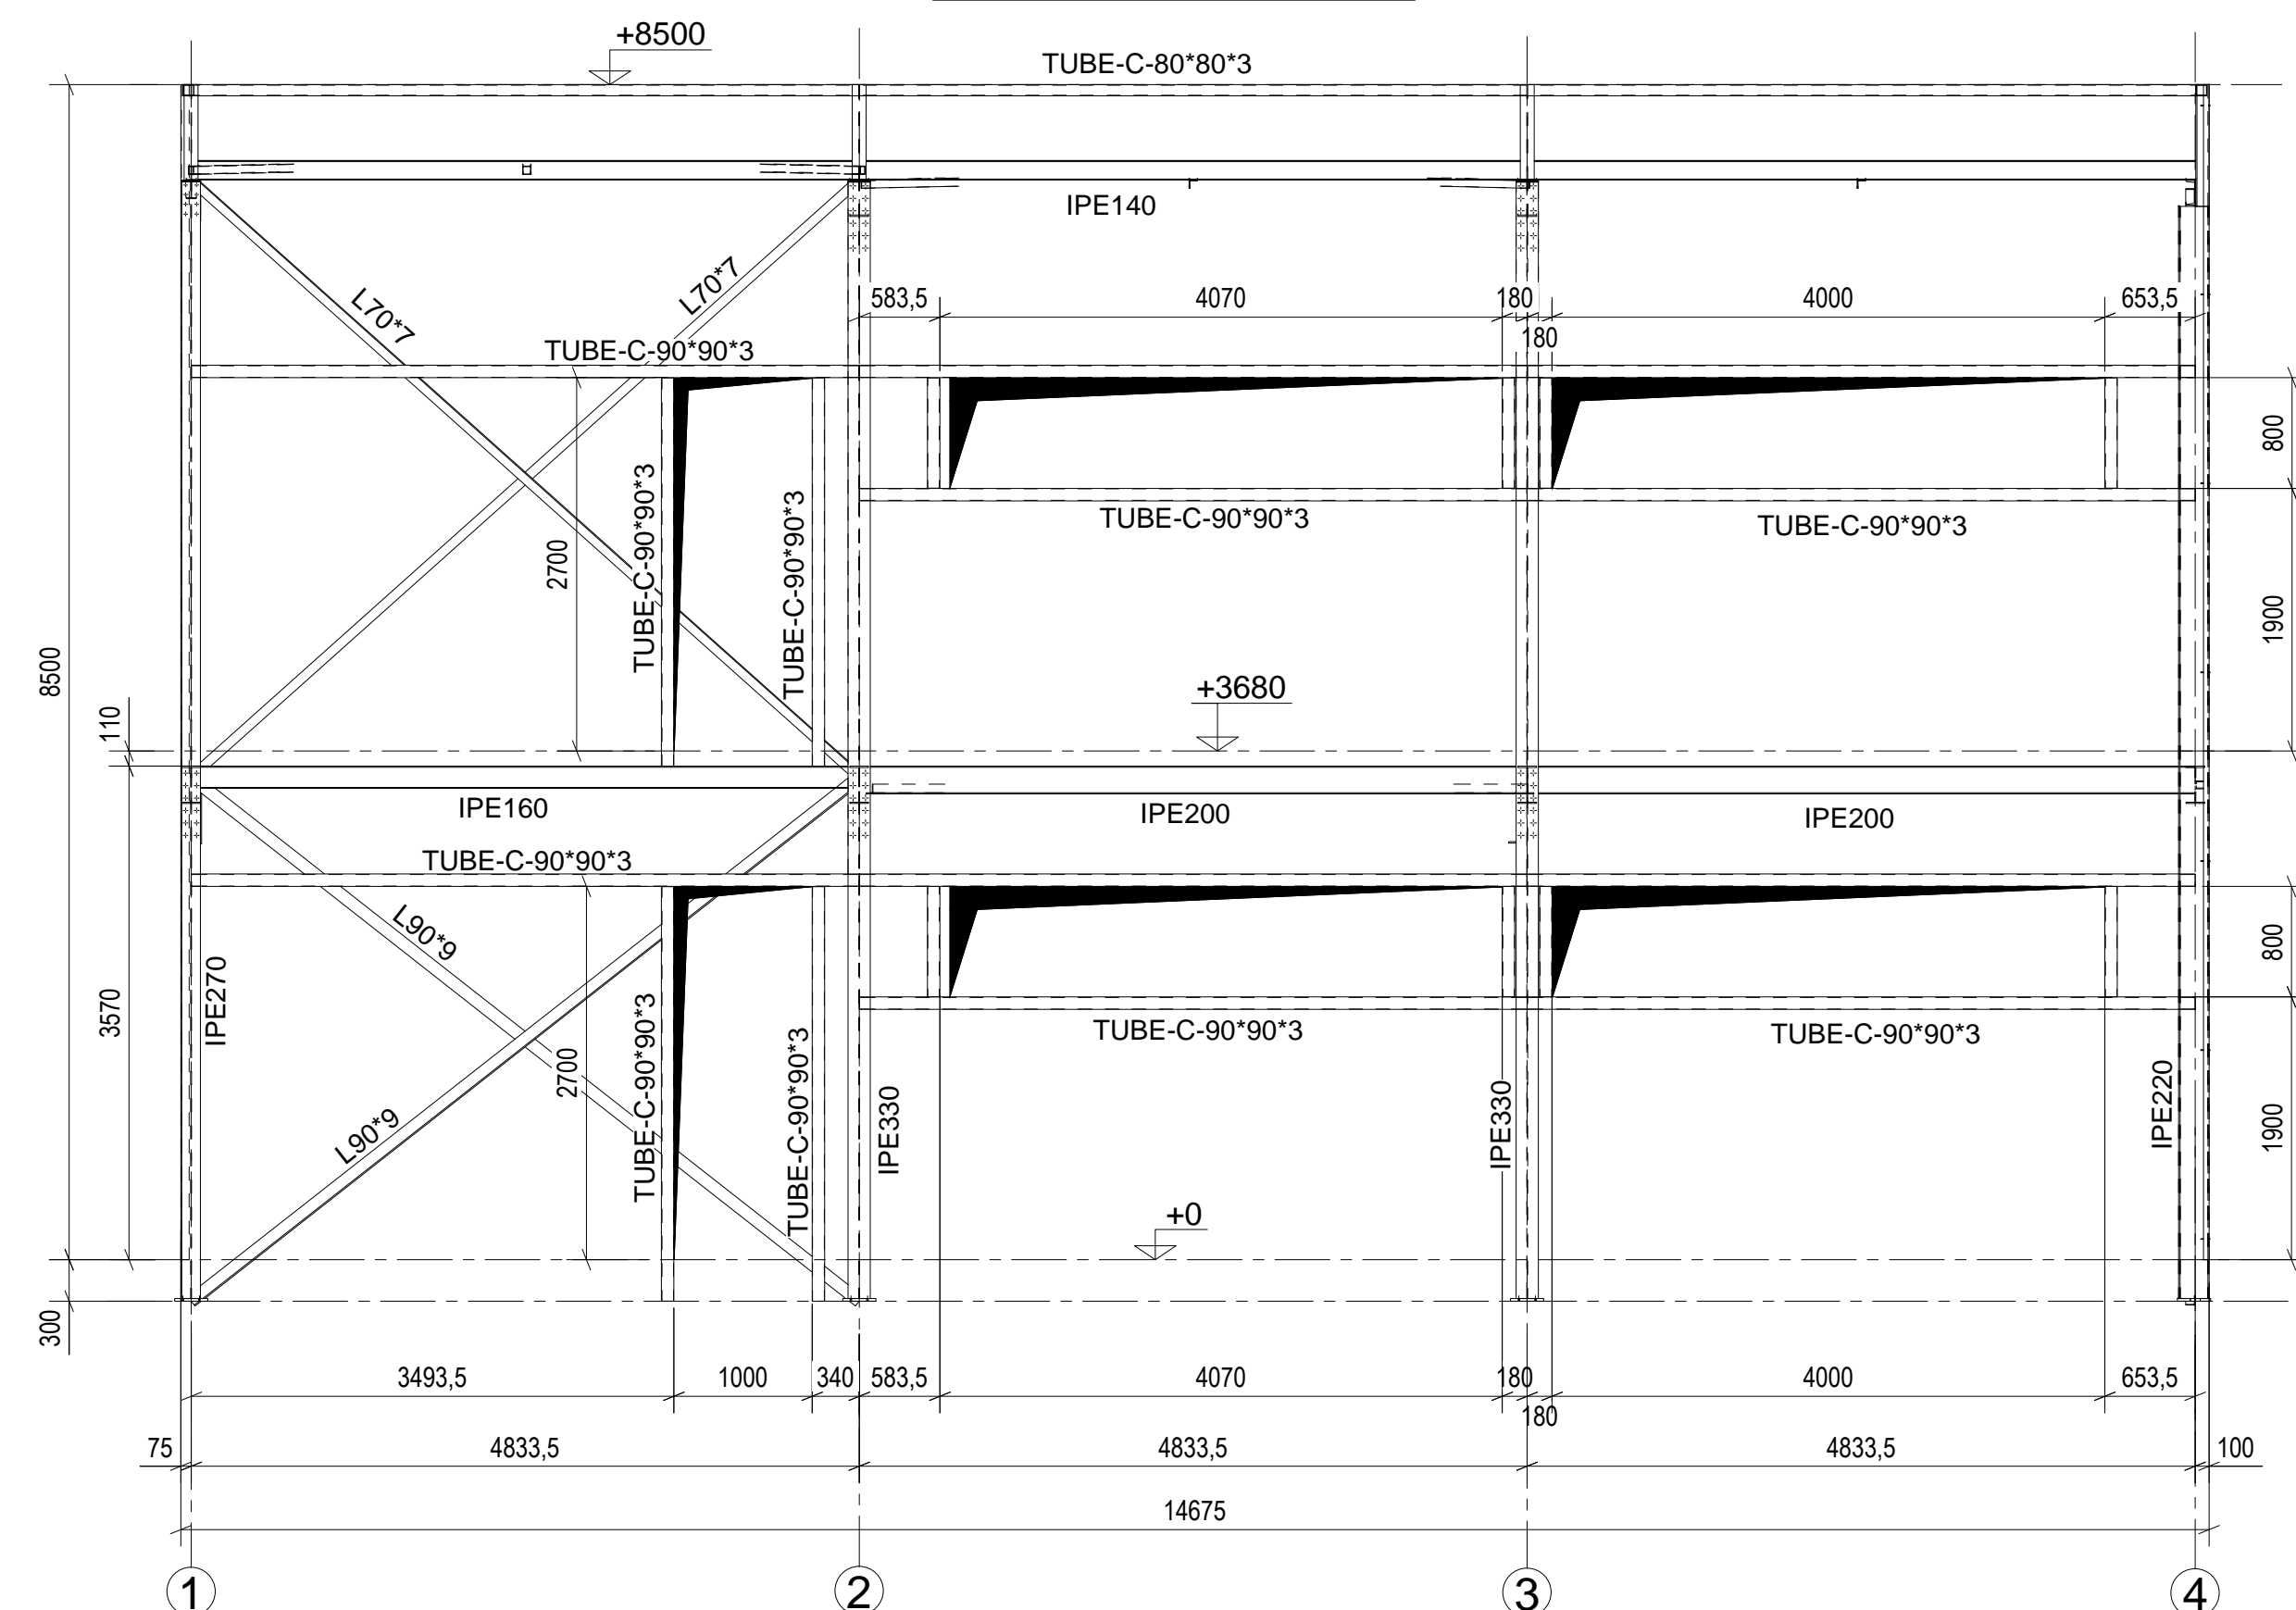 +8500
TUBE-C-80*80*3
IPE140
L70*7
L70*7
583,5
4070
180
4000
653,5
180
TUBE-C-90*90*3
800
TUBE-C-90*90*3
TUBE-C-90*90*3
2700
TUBE-C-90*90*3
TUBE-C-90*90*3
1900
8500
+3680
110
IPE160
IPE200
IPE200
TUBE-C-90*90*3
L90*9
800
3570
IPE270
TUBE-C-90*90*3
TUBE-C-90*90*3
2700
TUBE-C-90*90*3
TUBE-C-90*90*3
L90*9
IPE330
IPE330
IPE220
1900
+0
300
3493,5
1000
340
583,5
4070
180
4000
653,5
180
75
4833,5
4833,5
4833,5
100
14675
1
2
3
4